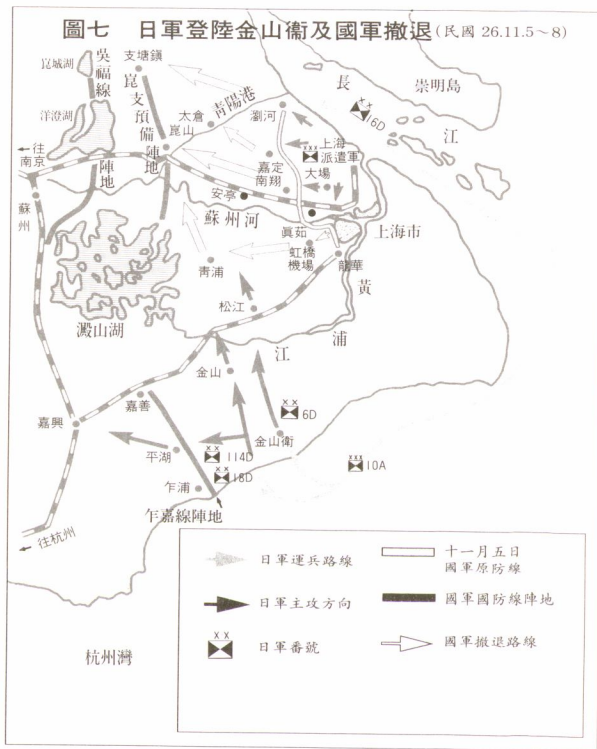 圖七 日軍登陸金山衞及國軍撤退(民國 26.11.5~8)
崑城湖
吳福線
支塘鎮
洋澄湖
崑支預備陣地
太倉
崑山
青陽港
瀏河
長江
崇明島
x x
16D
往南京
陣地
嘉定
南翔
x x x
上海派遣軍
大場
蘇州
安亭
蘇州河
眞茹
上海市
虹橋機場
龍華
青浦
黃浦江
澱山湖
松江
金山
嘉善
x x
6D
嘉興
金山衞
平湖
x x
114D
x x
18D
x x x
10A
乍浦
乍嘉線陣地
往杭州
杭州灣
日軍運兵路線
十一月五日
國軍原防線
日軍主攻方向
國軍國防線陣地
x x
日軍番號
國軍撤退路線